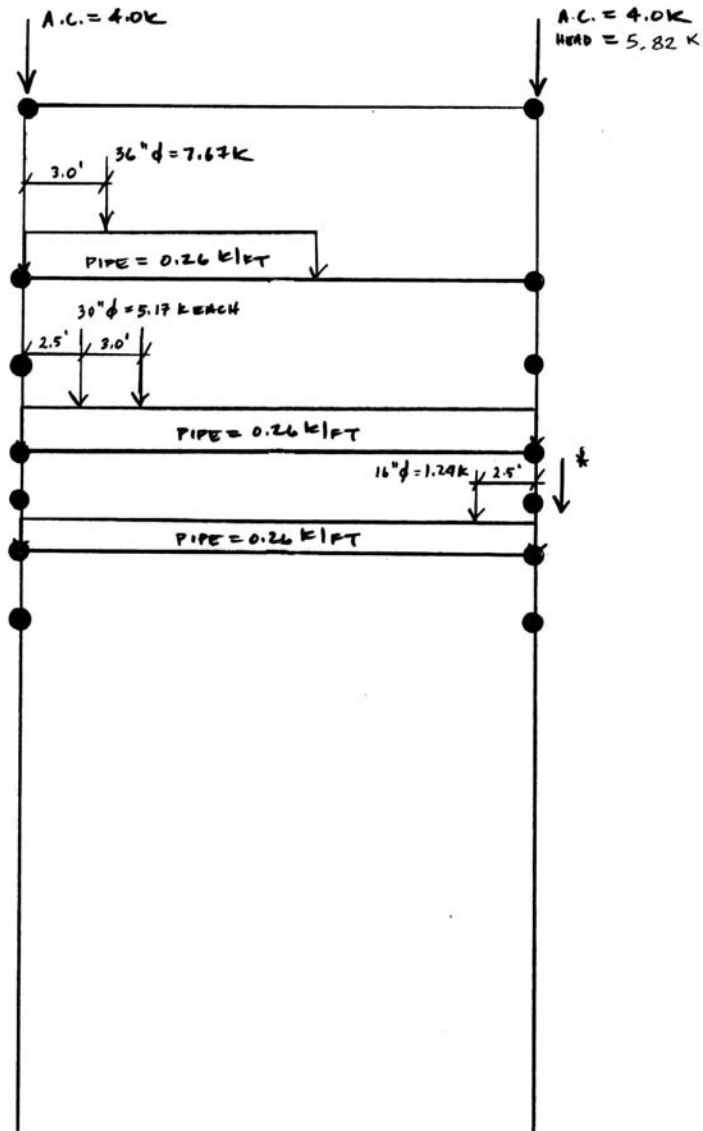 A.C. = 4.0K
A.C. = 4.0K
HEAD = 5.82 K
36"ϕ = 7.67K
3.0'
PIPE = 0.26 K/FT
30"ϕ = 5.17 K EACH
2.5' 3.0'
PIPE = 0.26 K/FT
16"ϕ = 1.29K 2.5' *
PIPE = 0.26 K/FT